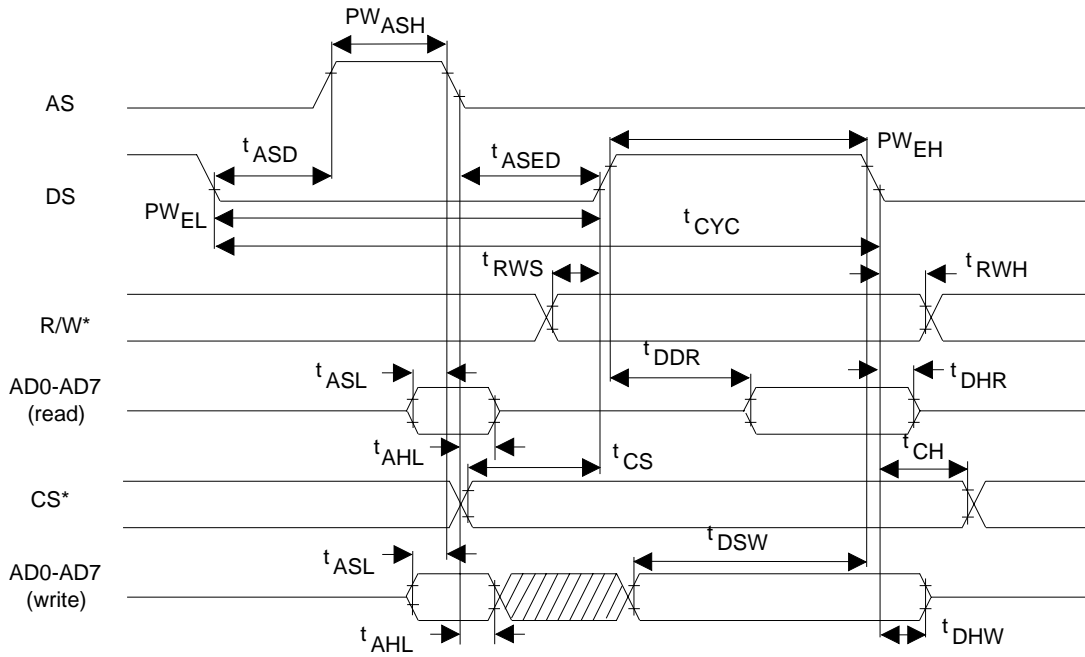 PWASH
AS
tASD
tASED
PWEH
DS
PWEL
tCYC
tRWS
tRWH
R/W*
tDDR
AD0-AD7
(read)
tASL
tDHR
tAHL
tCS
tCH
CS*
tDSW
AD0-AD7
(write)
tASL
tAHL
tDHW